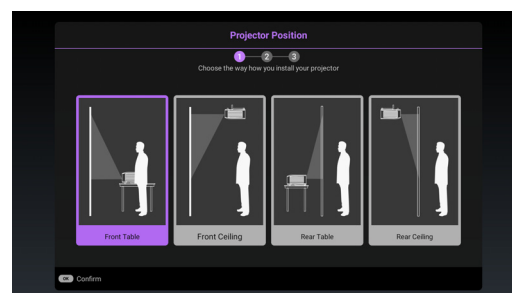 Projector Position
1 2 3
Choose the way how you install your projector
Front Table
Front Ceiling
Rear Table
Rear Ceiling
OK Confirm